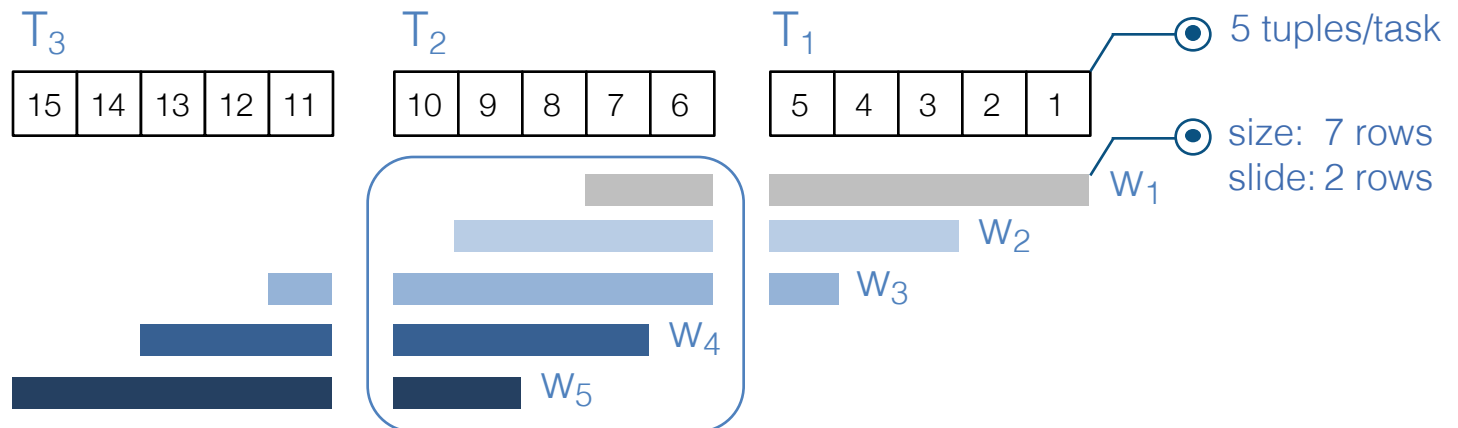 T3 T2 T1 5 tuples/task
15 14 13 12 11 10 9 8 7 6 5 4 3 2 1
size: 7 rows
slide: 2 rows
w1
w2
w3
w4
w5